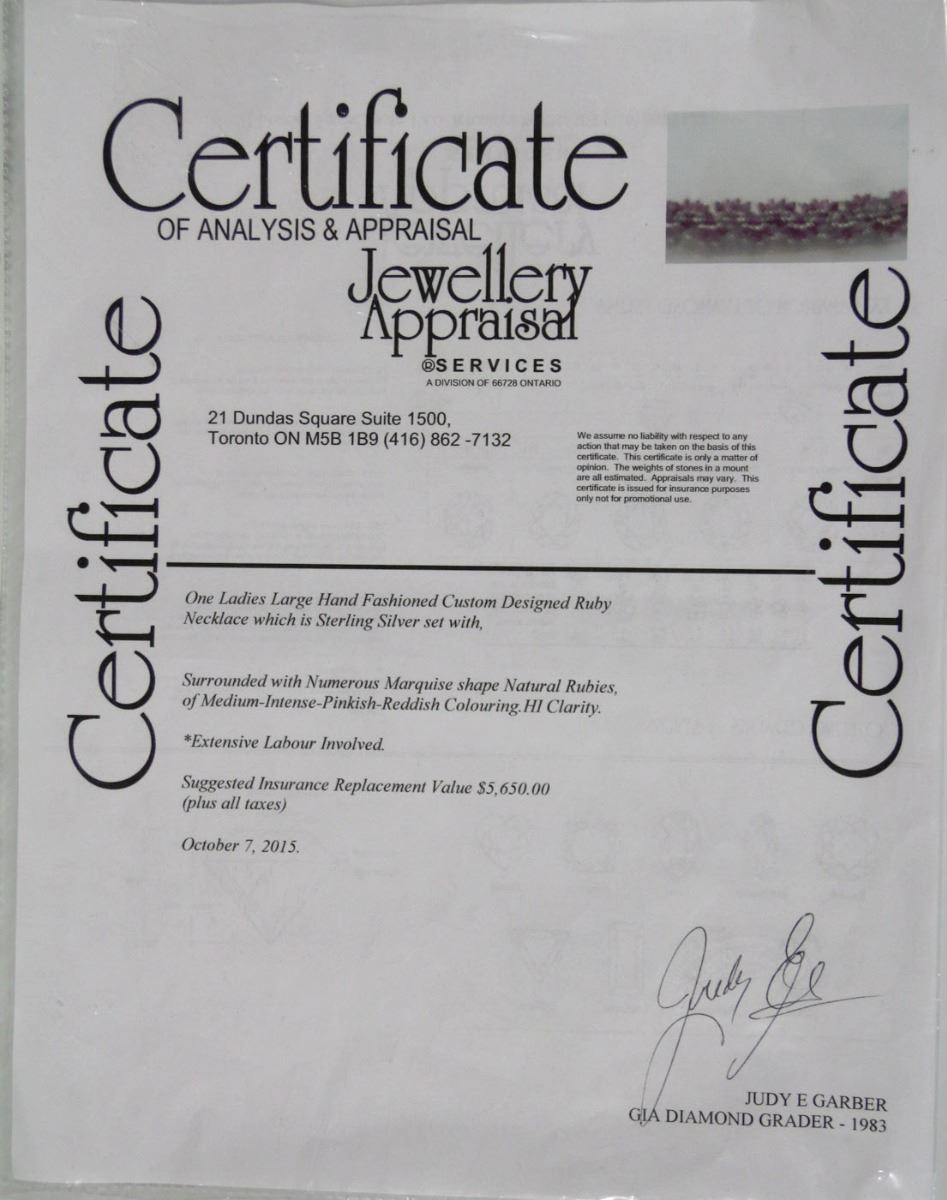 Certificate
OF ANALYSIS & APPRAISAL
Jewellery
Appraisal
®SERVICES
A DIVISION OF 66728 ONTARIO
Certificate
Certificate
21 Dundas Square Suite 1500,
Toronto ON M5B 1B9 (416) 862 -7132
We assume no liability with respect to any
action that may be taken on the basis of this
certificate. This certificate is only a matter of
opinion. The weights of stones in a mount
are all estimated. Appraisals may vary. This
certificate is issued for insurance purposes
only not for promotional use.
One Ladies Large Hand Fashioned Custom Designed Ruby
Necklace which is Sterling Silver set with,
Surrounded with Numerous Marquise shape Natural Rubies,
of Medium-Intense-Pinkish-Reddish Colouring.HI Clarity.
*Extensive Labour Involved.
Suggested Insurance Replacement Value $5,650.00
(plus all taxes)
October 7, 2015.
Judy
JUDY E GARBER
GIA DIAMOND GRADER - 1983